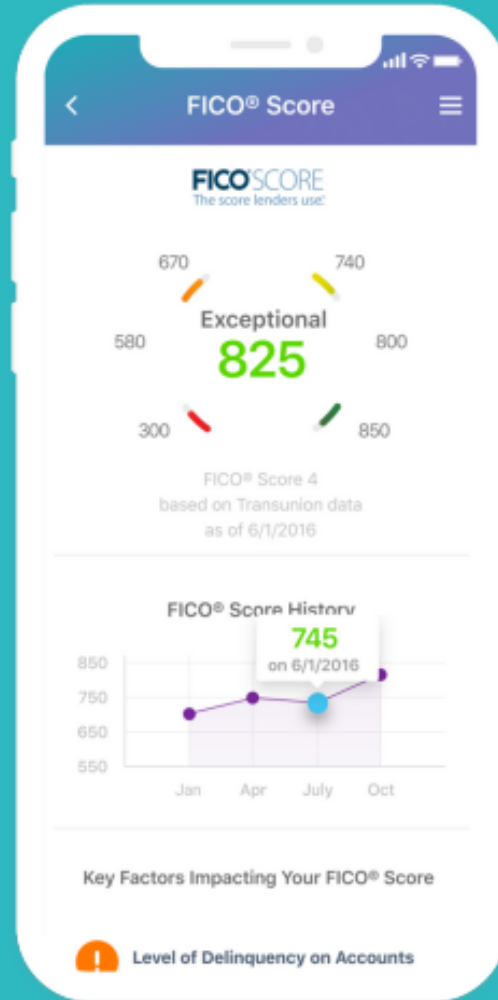 FICO® Score
FICO® SCORE
The score lenders use.®
670
740
Exceptional
580
825
800
300
850
FICO® Score 4
based on Transunion data
as of 6/1/2016
FICO® Score History
745
on 6/1/2016
850
750
650
550
Jan Apr July Oct
Key Factors Impacting Your FICO® Score
! Level of Delinquency on Accounts